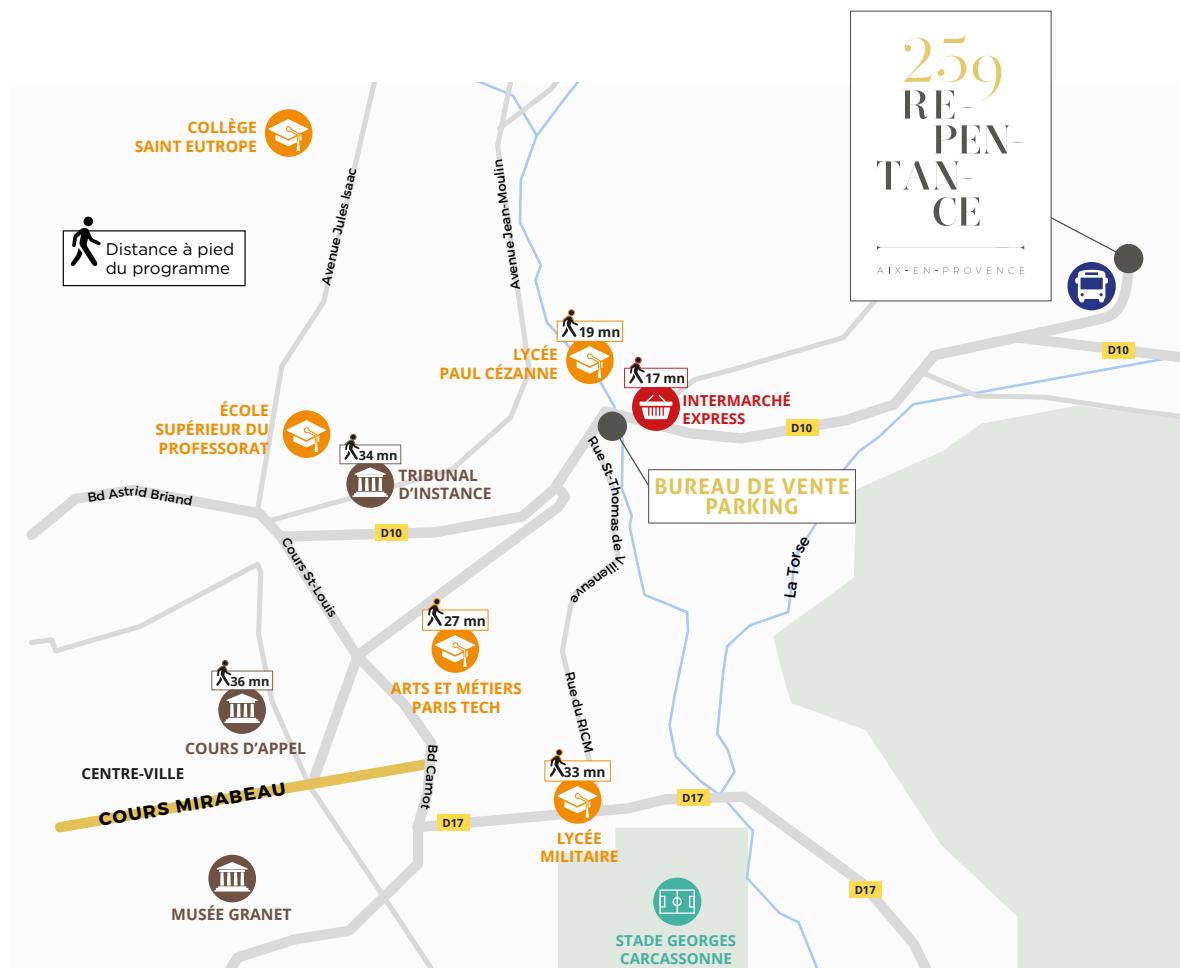 259
RE-
PEN-
TAN-
CE
AIX-EN-PROVENCE
COLLÈGE
SAINT EUTROPE
Distance à pied
du programme
Avenue Jules Isaac
Avenue Jean-Moulin
19 mn
LYCÉE
PAUL CÉZANNE
17 mn
INTERMARCHÉ
EXPRESS
D10
D10
ÉCOLE
SUPÉRIEUR DU
PROFESSORAT
34 mn
TRIBUNAL
D'INSTANCE
BUREAU DE VENTE
PARKING
Bd Astrid Briand
D10
Rue St-Thomas de Villeneuve
La Torse
Cours St-Louis
27 mn
ARTS ET MÉTIERS
PARIS TECH
36 mn
COURS D'APPEL
Rue du RICM
CENTRE-VILLE
COURS MIRABEAU
Bd Carnot
33 mn
LYCÉE
MILITAIRE
D17
D17
D17
MUSÉE GRANET
STADE GEORGES
CARCASSONNE